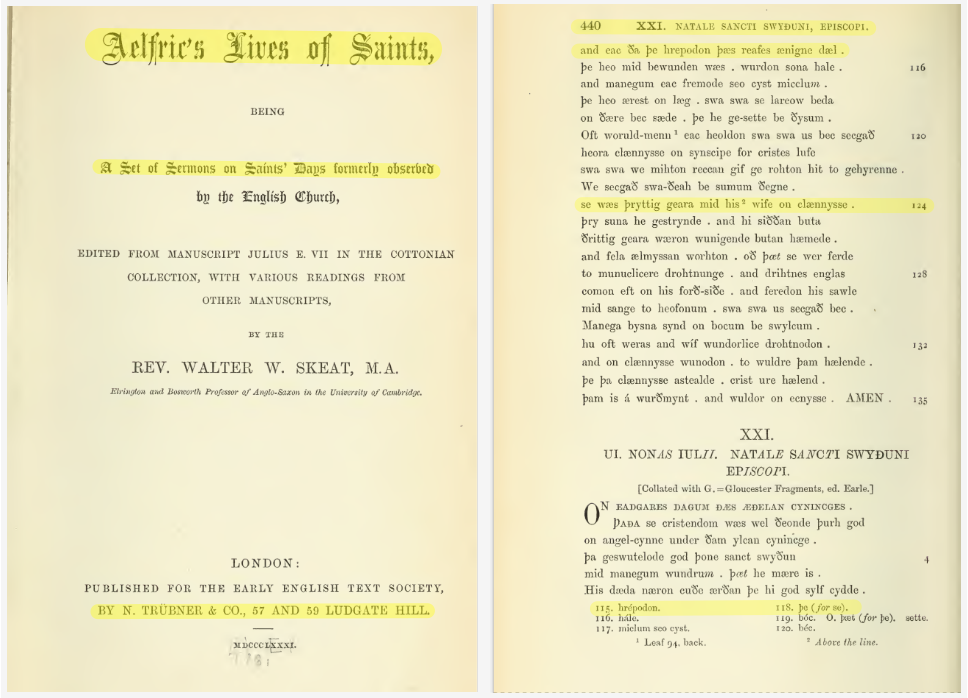 Aelfric's Lives of Saints,
BEING
A Set of Sermons on Saints' Days formerly observed
by the English Church,
EDITED FROM MANUSCRIPT JULIUS E. VII IN THE COTTONIAN
COLLECTION, WITH VARIOUS READINGS FROM
OTHER MANUSCRIPTS,
BY THE
REV. WALTER W. SKEAT, M.A.
Elrington and Bosworth Professor of Anglo-Saxon in the University of Cambridge.
LONDON:
PUBLISHED FOR THE EARLY ENGLISH TEXT SOCIETY,
BY N. TRÜBNER & CO., 57 AND 59 LUDGATE HILL.
MDCCCLXXXI.
1881
440 XXI. NATALE SANCTI SWYÐUNI, EPISCOPI.
and eac ða þe hrepodon þæs reafes ænigne dæl .
þe heo mid bewunden wæs . wurdon sona hale . 116
and manegum eac fremode seo cyst micclum .
þe heo ærest on læg . swa swa se lareow beda
on ðære bec sæde . þe he ge-sette be ðysum .
Oft woruld-menn¹ eac heoldon swa swa us bec secgað 120
heora clænnysse on synscipe for cristes lufe
swa swa we mihton reccan gif ge rohton hit to gehyrenne .
We secgað swa-ðeah be sumum ðegne .
se wæs þryttig geara mid his² wife on clænnysse . 124
þry suna he gestrynde . and hi siððan buta
ðrittig geara wæron wunigende butan hæmede .
and fela ælmyssan worhton . oð þæt se wer ferde
to munuclicere drohtnunge . and drihtnes englas 128
comon eft on his forð-siðe . and feredon his sawle
mid sange to heofonum . swa swa us secgað bec .
Manega bysna synd on bocum be swylcum .
hu oft weras and wíf wundorlice drohtnodon . 132
and on clænnysse wunodon . to wuldre þam hælende .
þe þa clænnysse astealde . crist ure hælend .
þam is á wurðmynt . and wuldor on ecnysse . AMEN . 135
XXI.
UI. NONAS IULII. NATALE SANCTI SWYÐUNI
EPISCOPI.
[Collated with G.=Gloucester Fragments, ed. Earle.]
ON EADGARES DAGUM ÐÆS ÆÐELAN CYNINCGES .
ÞAÐA se cristendom wæs wel ðeonde þurh god
on angel-cynne under ðam ylcan cynincge .
þa geswutelode god þone sanct swyðun 4
mid manegum wundrum . þæt he mære is .
His dæda næron cuðe ærðan þe hi god sylf cydde .
115. hrépodon. 118. þe (for se).
116. hále. 119. bóc. O. þæt (for þe). sette.
117. miclum seo cyst. 120. béc.
¹ Leaf 94, back. ² Above the line.